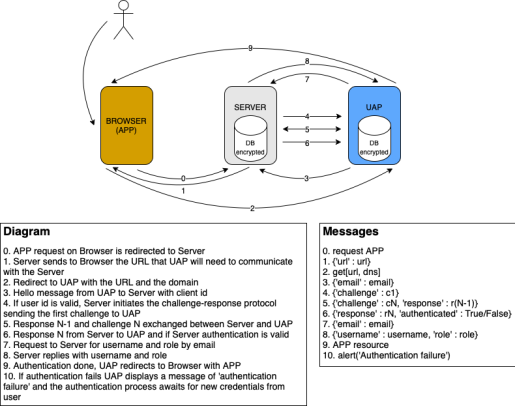 9
8
7
BROWSER
(APP)
SERVER
DB
encrypted
4
5
6
UAP
DB
encrypted
0
1
3
2
Diagram
0. APP request on Browser is redirected to Server
1. Server sends to Browser the URL that UAP will need to communicate
with the Server
2. Redirect to UAP with the URL and the domain
3. Hello message from UAP to Server with client id
4. If user id is valid, Server initiates the challenge-response protocol
sending the first challenge to UAP
5. Response N-1 and challenge N exchanged between Server and UAP
6. Response N from Server to UAP and if Server authentication is valid
7. Request to Server for username and role by email
8. Server replies with username and role
9. Authentication done, UAP redirects to Browser with APP
10. If authentication fails UAP displays a message of 'authentication
failure' and the authentication process awaits for new credentials from
user
Messages
0. request APP
1. {'url' : url}
2. get[url, dns]
3. {'email' : email}
4. {'challenge' : c1}
5. {'challenge' : cN, 'response' : r(N-1)}
6. {'response' : rN, 'authenticated' : True/False}
7. {'email' : email}
8. {'username' : username, 'role' : role}
9. APP resource
10. alert('Authentication failure')